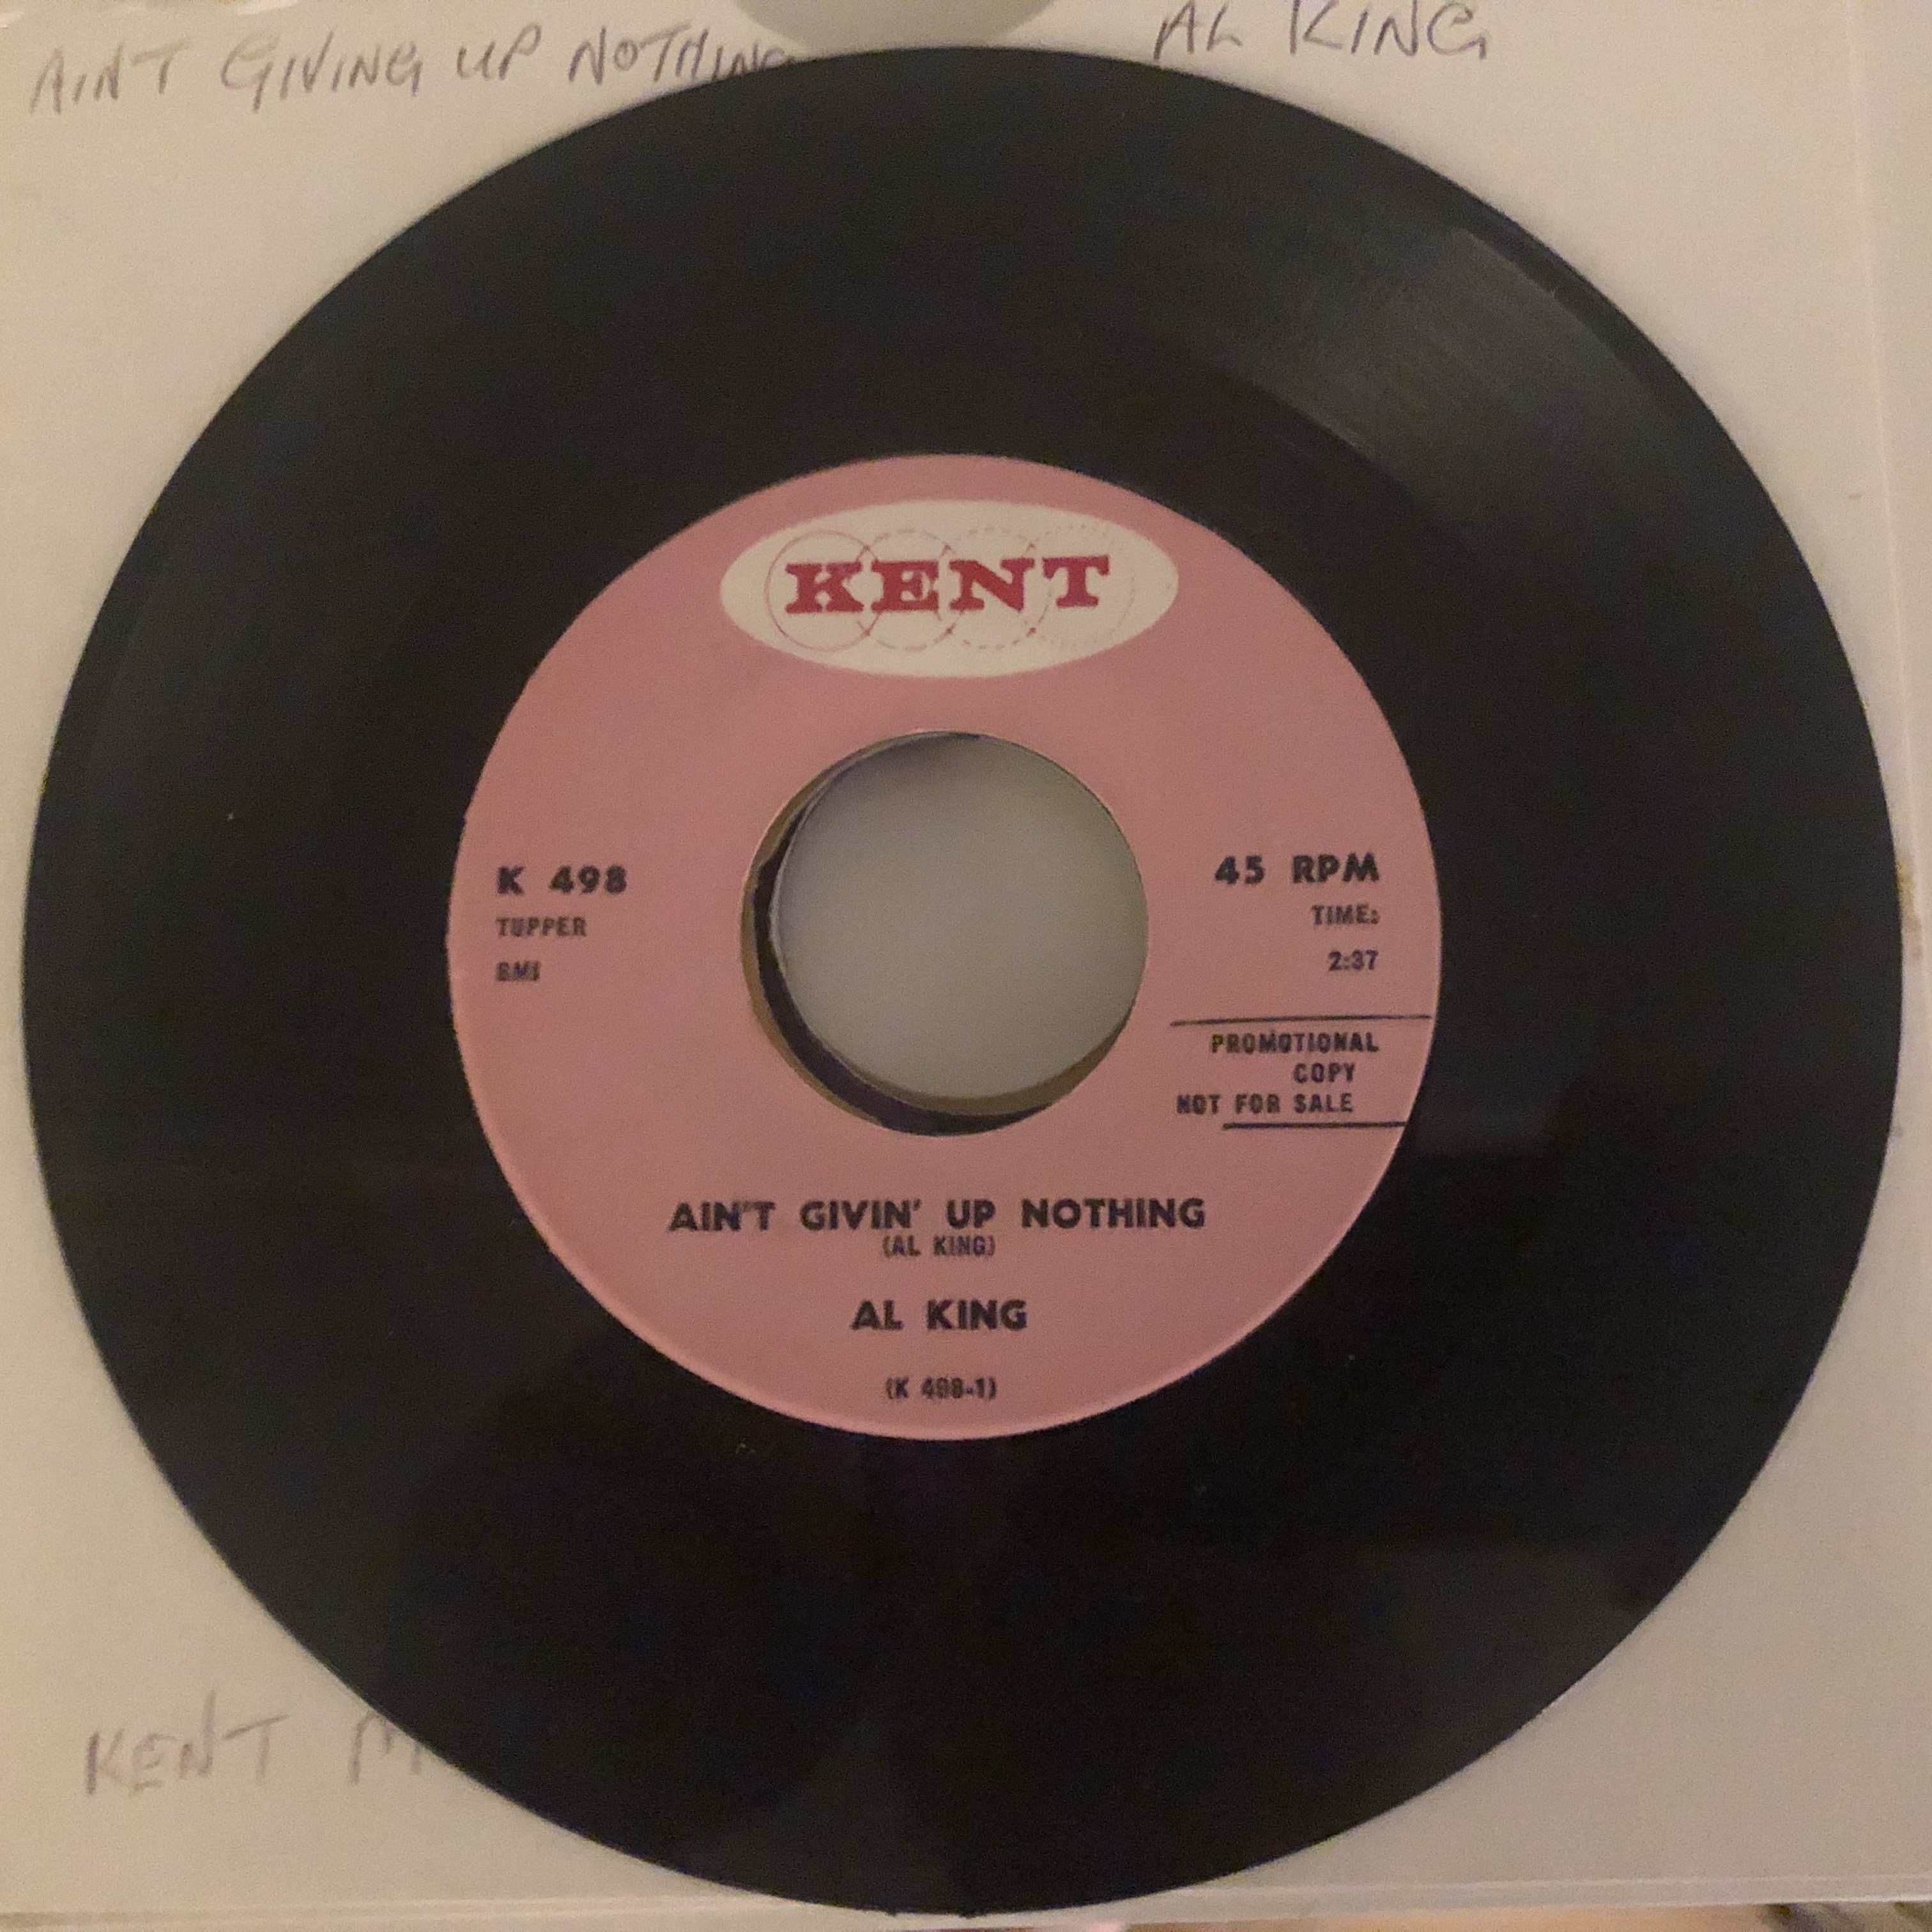 AIN'T GIVING UP NOTHING
AL KING
KENT
K 498
TUPPER
BMI
45 RPM
TIME:
2:37
PROMOTIONAL
COPY
NOT FOR SALE
AIN'T GIVIN' UP NOTHING
(AL KING)
AL KING
(K 498-1)
KENT